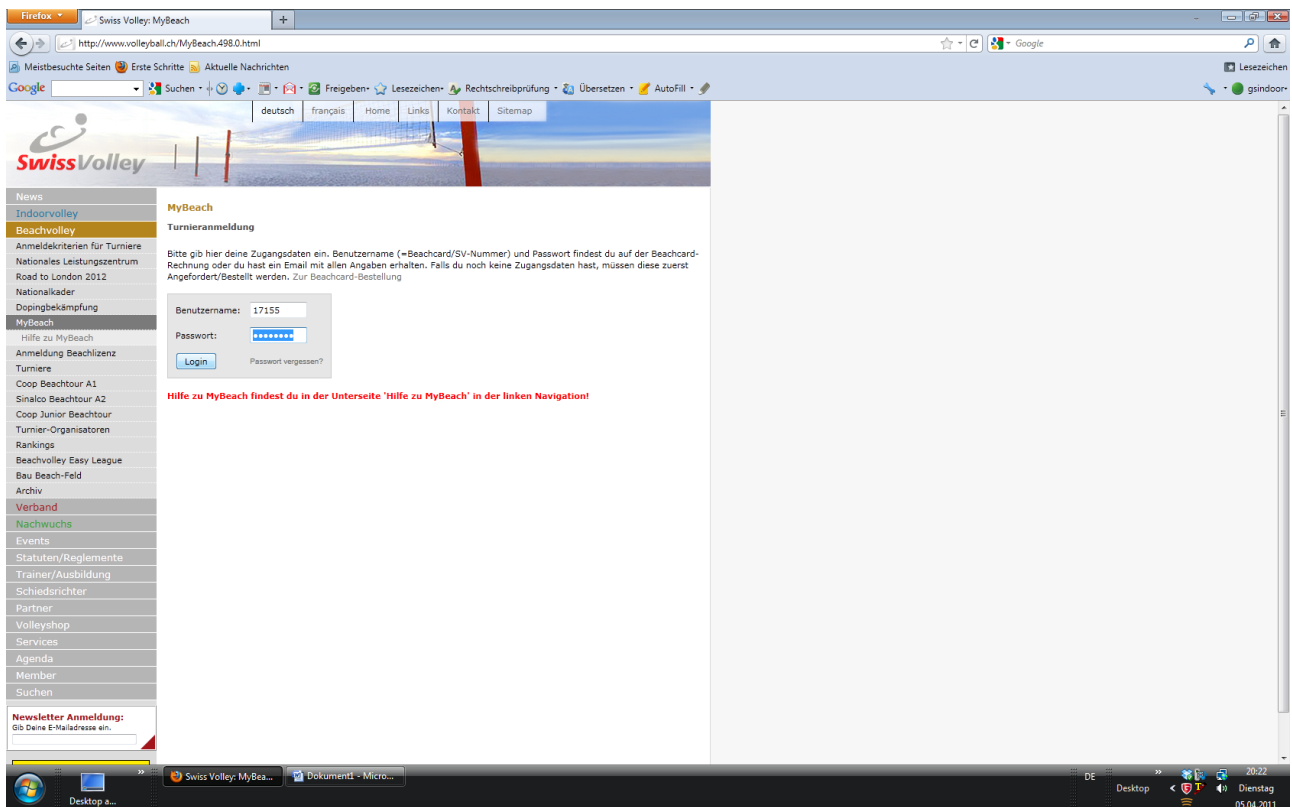 Firefox
Swiss Volley: MyBeach
http://www.volleyball.ch/MyBeach.498.0.html
Google
Meistbesuchte Seiten Erste Schritte Aktuelle Nachrichten
Lesezeichen
Google Suchen Freigeben Lesezeichen Rechtschreibprüfung Übersetzen AutoFill gsindoor
deutsch français Home Links Kontakt Sitemap
SwissVolley
News
Indoorvolley
Beachvolley
Anmeldekriterien für Turniere
Nationales Leistungszentrum
Road to London 2012
Nationalkader
Dopingbekämpfung
MyBeach
Hilfe zu MyBeach
Anmeldung Beachlizenz
Turniere
Coop Beachtour A1
Sinalco Beachtour A2
Coop Junior Beachtour
Turnier-Organisatoren
Rankings
Beachvolley Easy League
Bau Beach-Feld
Archiv
Verband
Nachwuchs
Events
Statuten/Reglemente
Trainer/Ausbildung
Schiedsrichter
Partner
Volleyshop
Services
Agenda
Member
Suchen
Newsletter Anmeldung:
Gib Deine E-Mailadresse ein.
MyBeach
Turnieranmeldung
Bitte gib hier deine Zugangsdaten ein. Benutzername (=Beachcard/SV-Nummer) und Passwort findest du auf der Beachcard-
Rechnung oder du hast ein Email mit allen Angaben erhalten. Falls du noch keine Zugangsdaten hast, müssen diese zuerst
Angefordert/Bestellt werden. Zur Beachcard-Bestellung
Benutzername: 17155
Passwort: ••••••••
Login Passwort vergessen?
Hilfe zu MyBeach findest du in der Unterseite 'Hilfe zu MyBeach' in der linken Navigation!
Desktop a...
Swiss Volley: MyBea...
Dokument1 - Micro...
DE
Desktop
20:22
Dienstag
05.04.2011